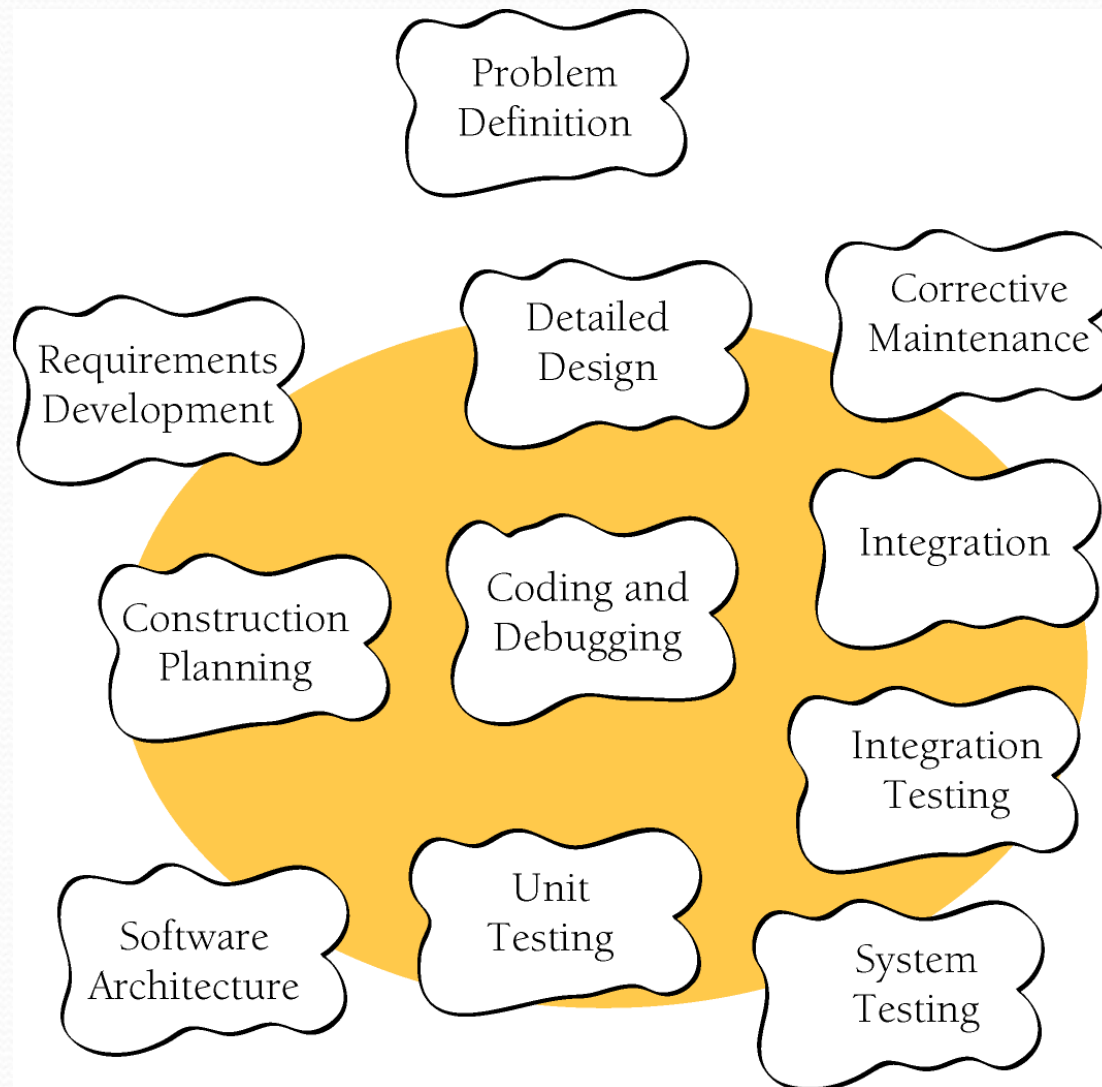 Problem
Definition
Detailed
Design
Corrective
Maintenance
Requirements
Development
Integration
Coding and
Debugging
Construction
Planning
Integration
Testing
Unit
Testing
Software
Architecture
System
Testing